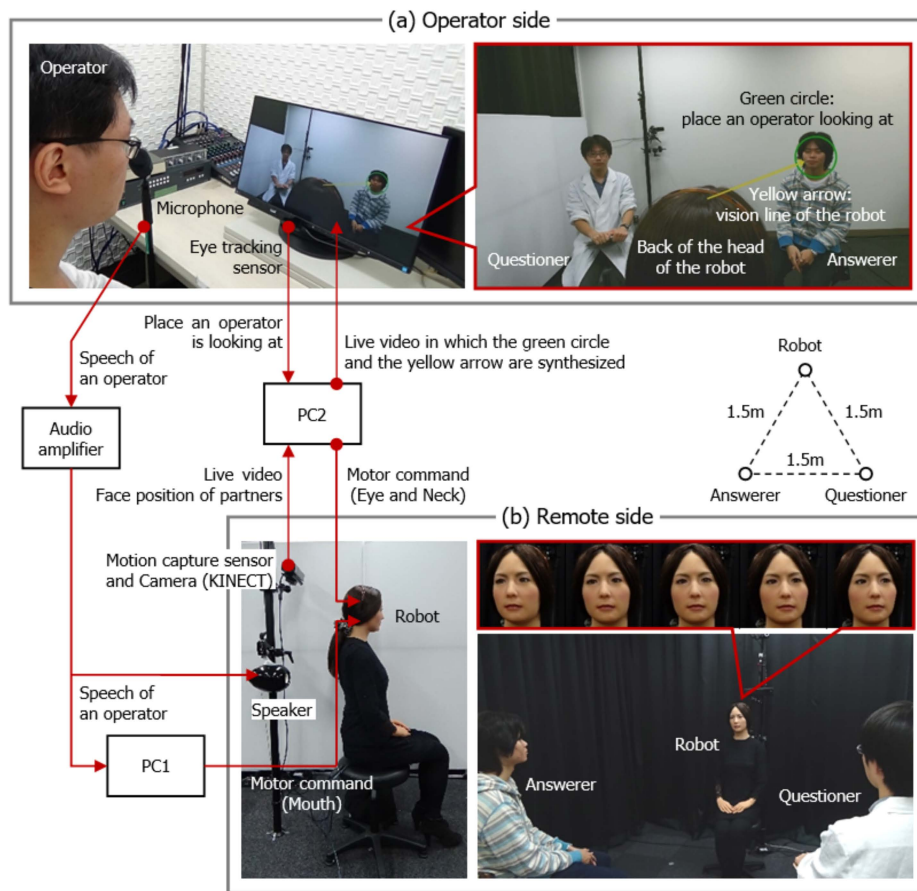 (a) Operator side
Operator
Microphone
Eye tracking
sensor
Green circle:
place an operator looking at
Yellow arrow:
vision line of the robot
Back of the head
of the robot
Questioner
Answerer
Place an operator
is looking at
Live video in which the green circle
and the yellow arrow are synthesized
Speech of
an operator
Audio
amplifier
PC2
Robot
1.5m
1.5m
1.5m
Answerer
Questioner
Live video
Face position of partners
Motor command
(Eye and Neck)
(b) Remote side
Motion capture sensor
and Camera (KINECT)
Robot
Speaker
Speech of
an operator
PC1
Motor command
(Mouth)
Robot
Answerer
Questioner